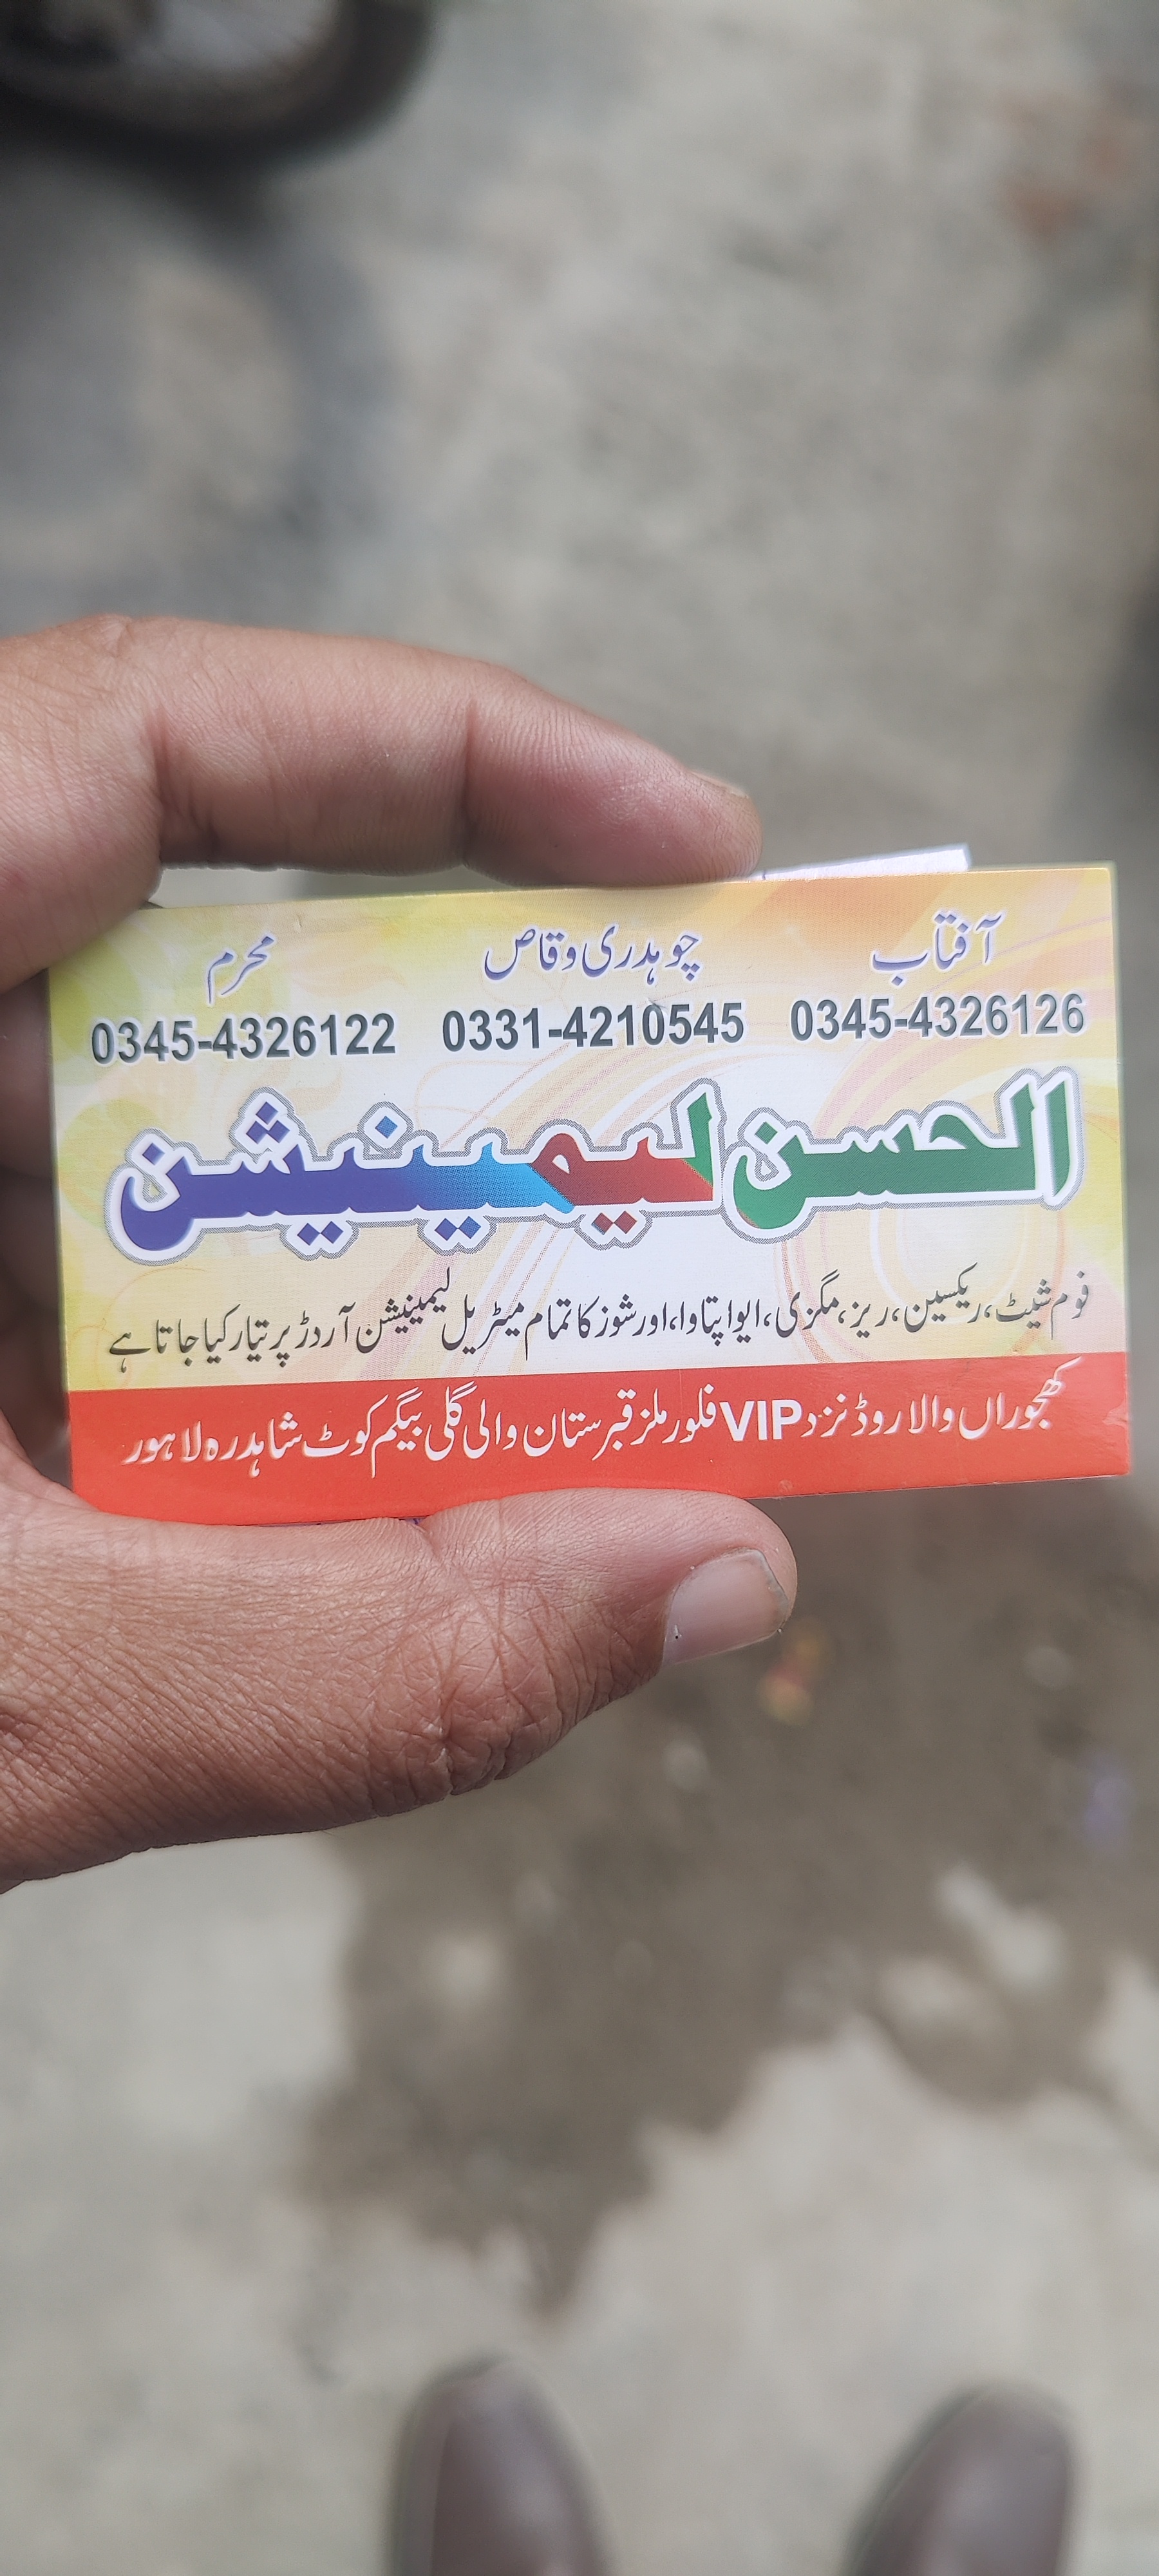 آفتاب چوہدری وقاص محرم
0345-4326126 0331-4210545 0345-4326122
الحسن لیمینیشن
فوم شیٹ، ریکسین، ریز، مگزی، ایوا پتاوا، اور شوز کا تمام میٹریل لیمینیشن آرڈر پر تیار کیا جاتا ہے
کھجوراں والا روڈ نزد VIP فلور ملز قبرستان والی گلی بیگم کوٹ شاہدرہ لاہور